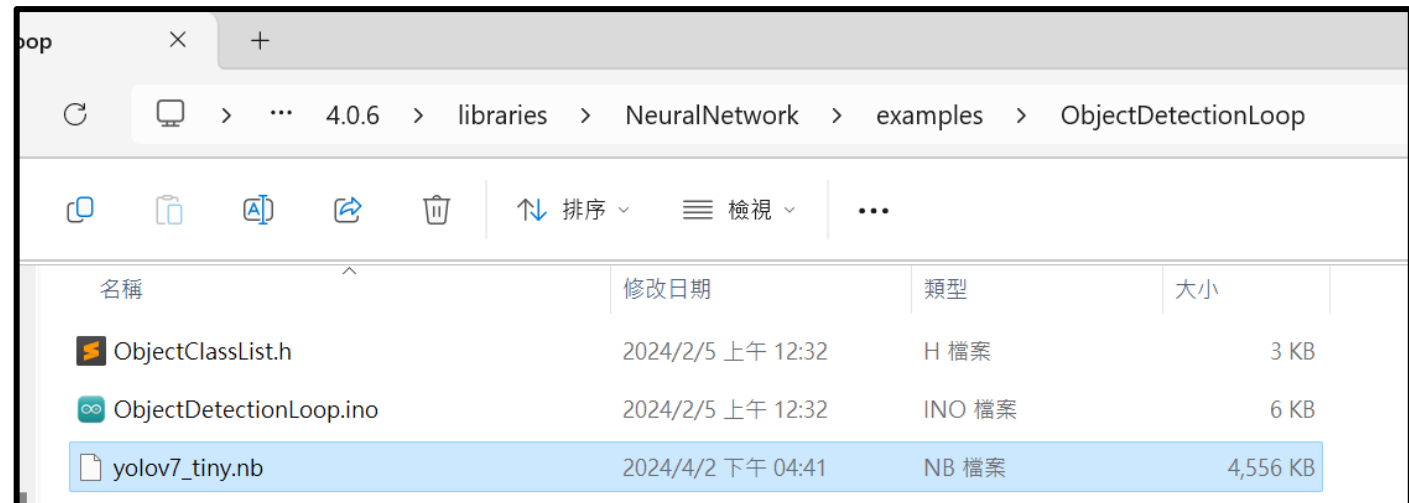 oop
4.0.6 > libraries > NeuralNetwork > examples > ObjectDetectionLoop
排序 檢視
名稱 修改日期 類型 大小
ObjectClassList.h 2024/2/5 上午 12:32 H 檔案 3 KB
ObjectDetectionLoop.ino 2024/2/5 上午 12:32 INO 檔案 6 KB
yolov7_tiny.nb 2024/4/2 下午 04:41 NB 檔案 4,556 KB